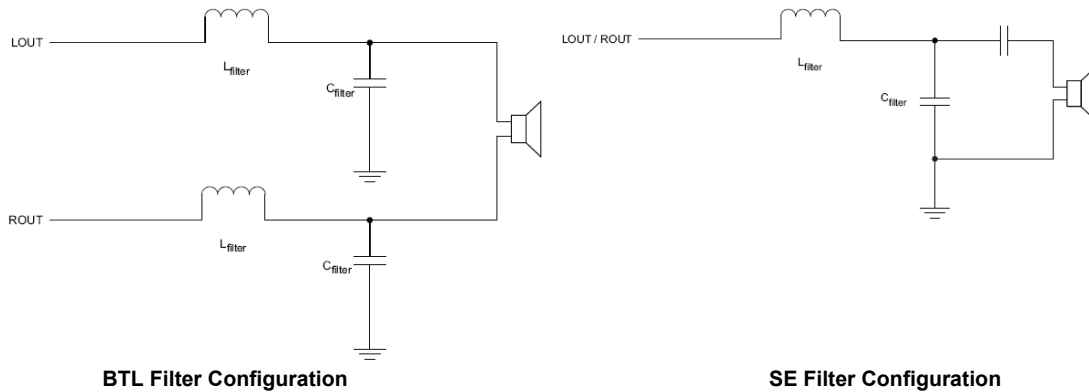 LOUT
Lfilter
Cfilter
ROUT
Lfilter
Cfilter
BTL Filter Configuration
LOUT / ROUT
Lfilter
Cfilter
SE Filter Configuration